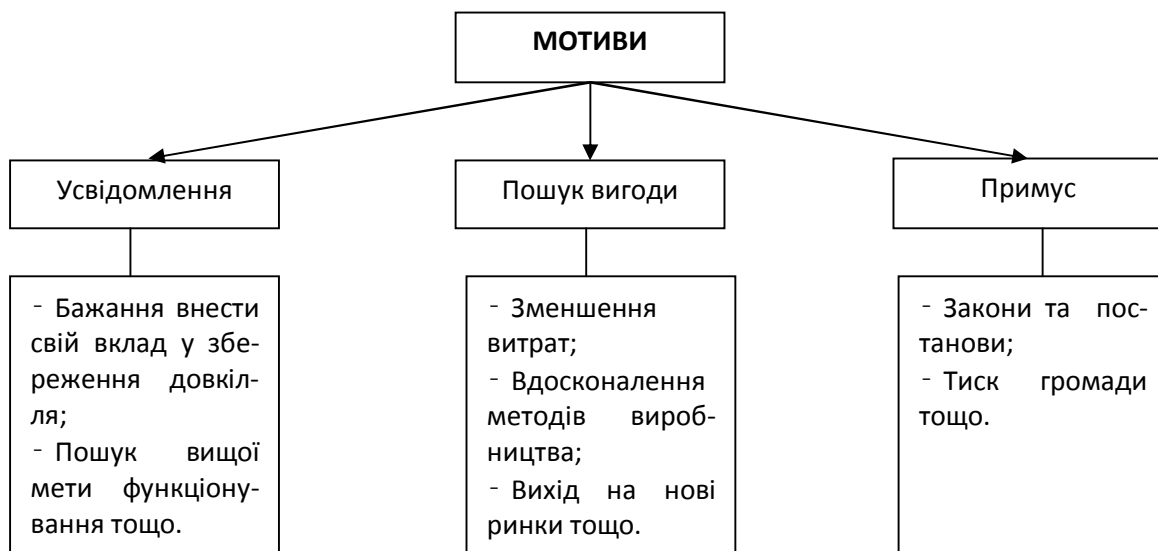 МОТИВИ
Усвідомлення
Пошук вигоди
Примус
- Бажання внести
свій вклад у збе-
реження довкіл-
ля;
- Пошук вищої
мети функціону-
вання тощо.
- Зменшення
витрат;
- Вдосконалення
методів вироб-
ництва;
- Вихід на нові
ринки тощо.
- Закони та пос-
танови;
- Тиск громади
тощо.